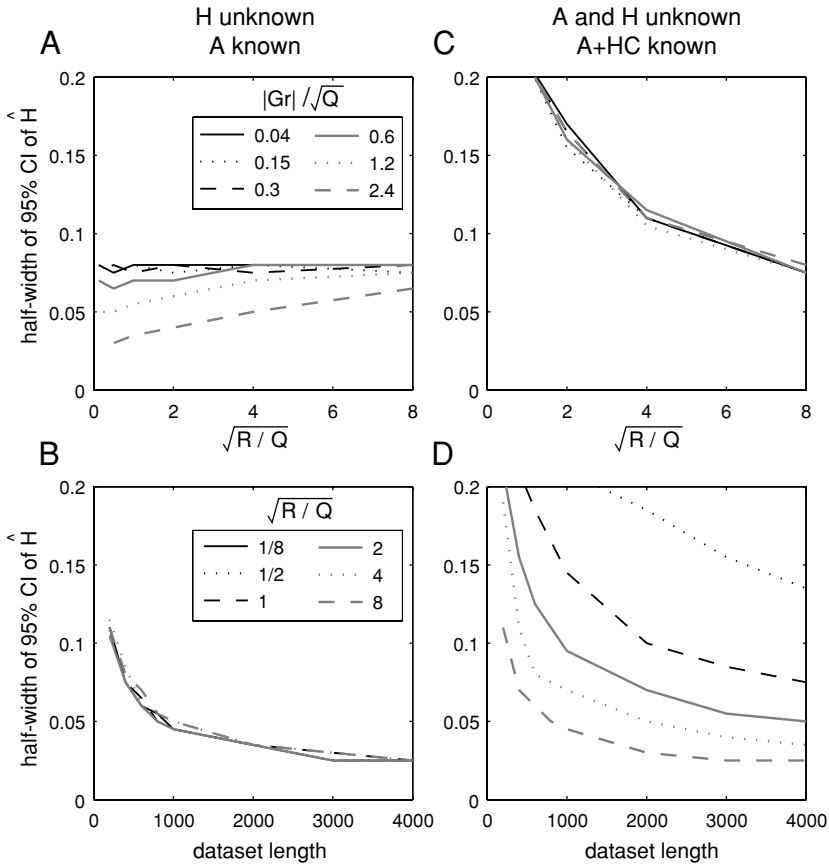 H unknown
A known
A and H unknown
A+HC known
A
C
|Gr| / √Q
0.04
0.15
0.3
0.6
1.2
2.4
half-width of 95% CI of Ĥ
0.2
0.15
0.1
0.05
0
0 2 4 6 8
√R / Q
0.2
0.15
0.1
0.05
0
0 2 4 6 8
√R / Q
B
D
√R / Q
1/8
1/2
1
2
4
8
half-width of 95% CI of Ĥ
0.2
0.15
0.1
0.05
0
0 1000 2000 3000 4000
dataset length
0.2
0.15
0.1
0.05
0
0 1000 2000 3000 4000
dataset length